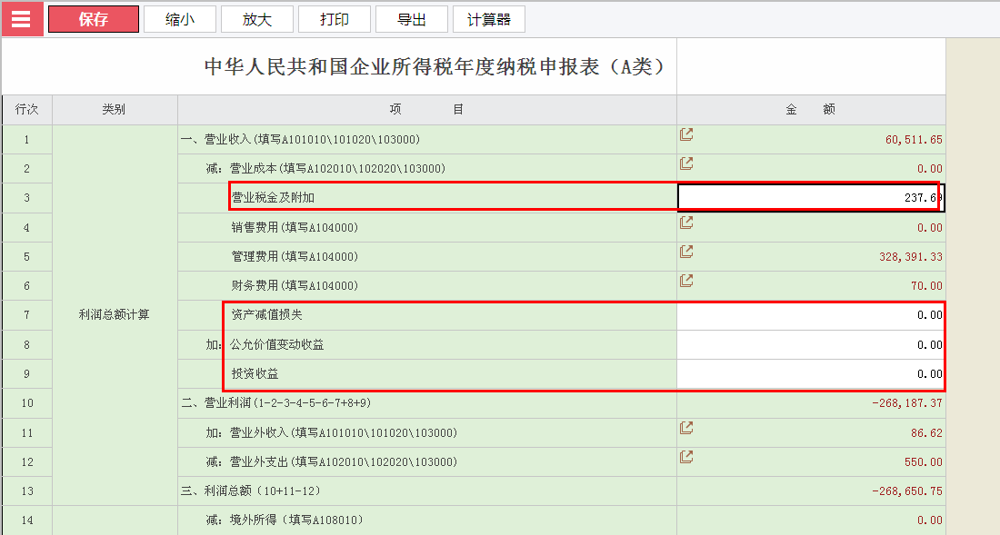 保存 缩小 放大 打印 导出 计算器
中华人民共和国企业所得税年度纳税申报表（A类）
行次 类别 项 目 金 额
1 一、营业收入(填写A101010\101020\103000) 60,511.65
2 减：营业成本(填写A102010\102020\103000) 0.00
3 营业税金及附加 237.69
4 销售费用(填写A104000) 0.00
5 管理费用(填写A104000) 328,391.33
6 财务费用(填写A104000) 70.00
7 利润总额计算 资产减值损失 0.00
8 加：公允价值变动收益 0.00
9 投资收益 0.00
10 二、营业利润(1-2-3-4-5-6-7+8+9) -268,187.37
11 加：营业外收入(填写A101010\101020\103000) 86.62
12 减：营业外支出(填写A102010\102020\103000) 550.00
13 三、利润总额（10+11-12） -268,650.75
14 减：境外所得（填写A108010） 0.00